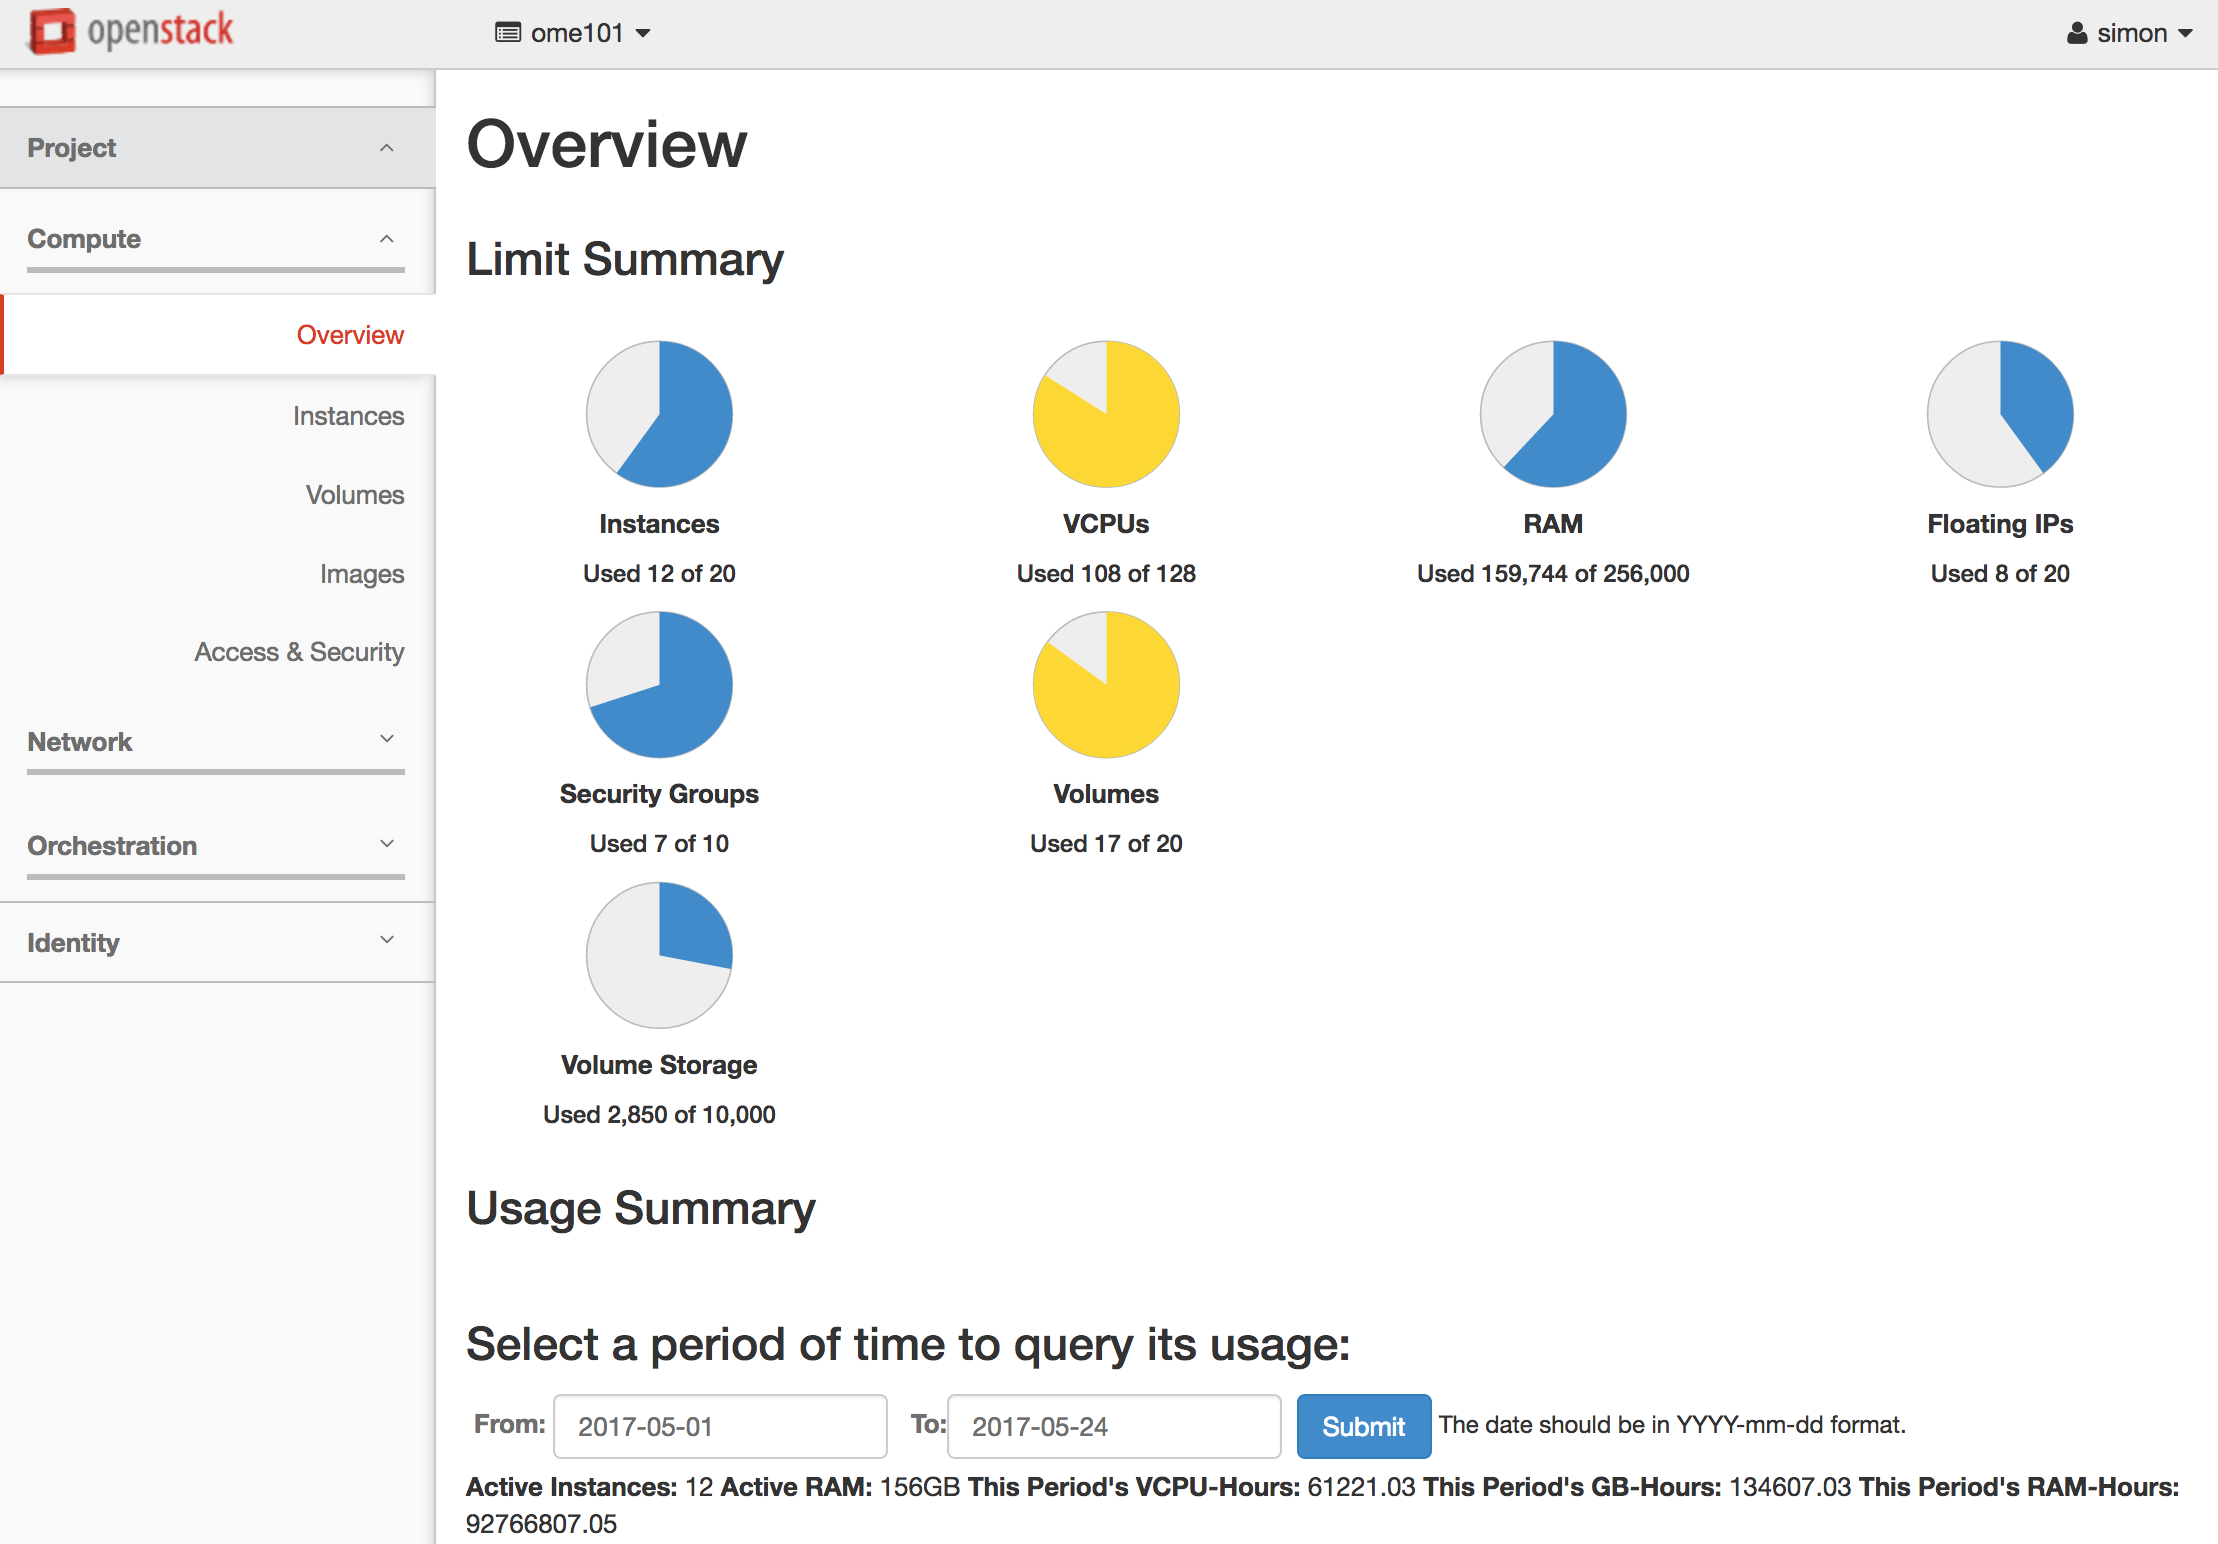 openstack
ome101
simon
Project
Compute
Overview
Instances
Volumes
Images
Access & Security
Network
Orchestration
Identity
Overview
Limit Summary
Instances
Used 12 of 20
VCPUs
Used 108 of 128
RAM
Used 159,744 of 256,000
Floating IPs
Used 8 of 20
Security Groups
Used 7 of 10
Volumes
Used 17 of 20
Volume Storage
Used 2,850 of 10,000
Usage Summary
Select a period of time to query its usage:
From: 2017-05-01 To: 2017-05-24 Submit The date should be in YYYY-mm-dd format.
Active Instances: 12 Active RAM: 156GB This Period's VCPU-Hours: 61221.03 This Period's GB-Hours: 134607.03 This Period's RAM-Hours:
92766807.05